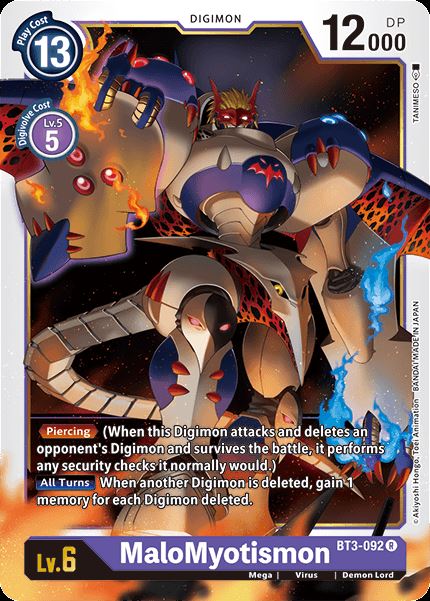 Play Cost
13
DIGIMON
12000
DP
Digivolve Cost
Lv.5
5
TANIMESO
©Akiyoshi Hongo, Toei Animation BANDAI MADE IN JAPAN
Piercing (When this Digimon attacks and deletes an
opponent's Digimon and survives the battle, it performs
any security checks it normally would.)
All Turns When another Digimon is deleted, gain 1
memory for each Digimon deleted.
BT3-092 R
Lv.6
MaloMyotismon
Mega | Virus | Demon Lord